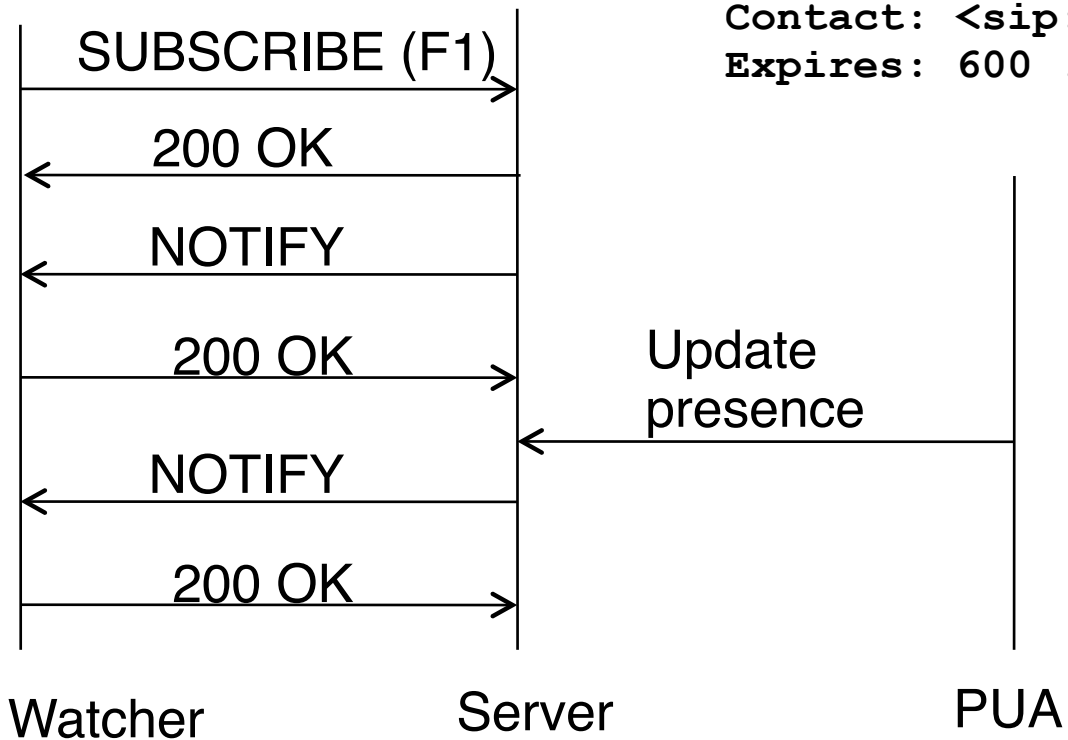 Contact: <sip
Expires: 600
SUBSCRIBE (F1)
200 OK
NOTIFY
200 OK
Update
presence
NOTIFY
200 OK
Watcher
Server
PUA